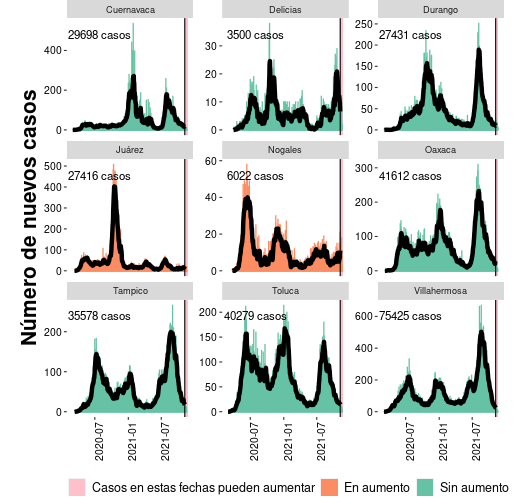 Número de nuevos casos
Cuernavaca
29698 casos
400
200
0
Delicias
3500 casos
30
20
10
0
Durango
27431 casos
250
200
150
100
50
0
Juárez
27416 casos
500
400
300
200
100
0
Nogales
6022 casos
60
40
20
0
Oaxaca
41612 casos
300
200
100
0
Tampico
35578 casos
200
100
0
Toluca
40279 casos
200
150
100
50
0
Villahermosa
75425 casos
600
400
200
0
2020-07
2021-01
2021-07
2020-07
2021-01
2021-07
2020-07
2021-01
2021-07
Casos en estas fechas pueden aumentar
En aumento
Sin aumento